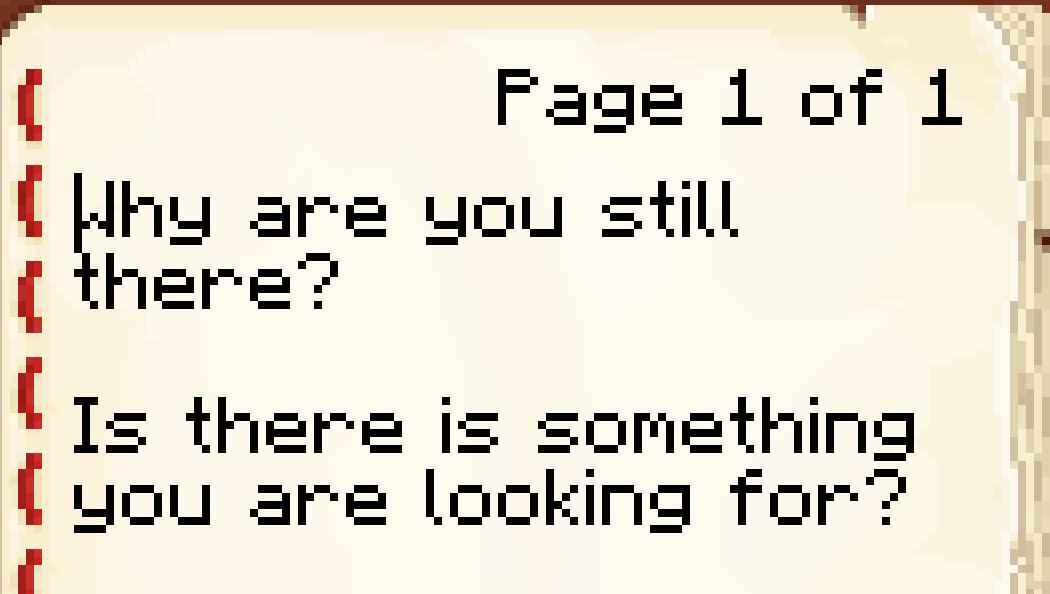 Page 1 of 1
Why are you still
there?
Is there is something
you are looking for?